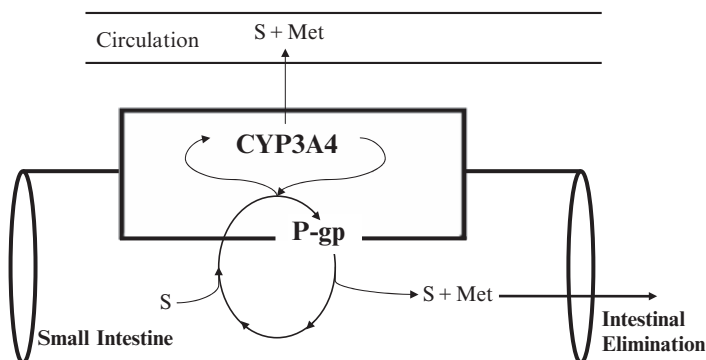 Circulation
S + Met
CYP3A4
P-gp
S
S + Met
Small Intestine
Intestinal
Elimination